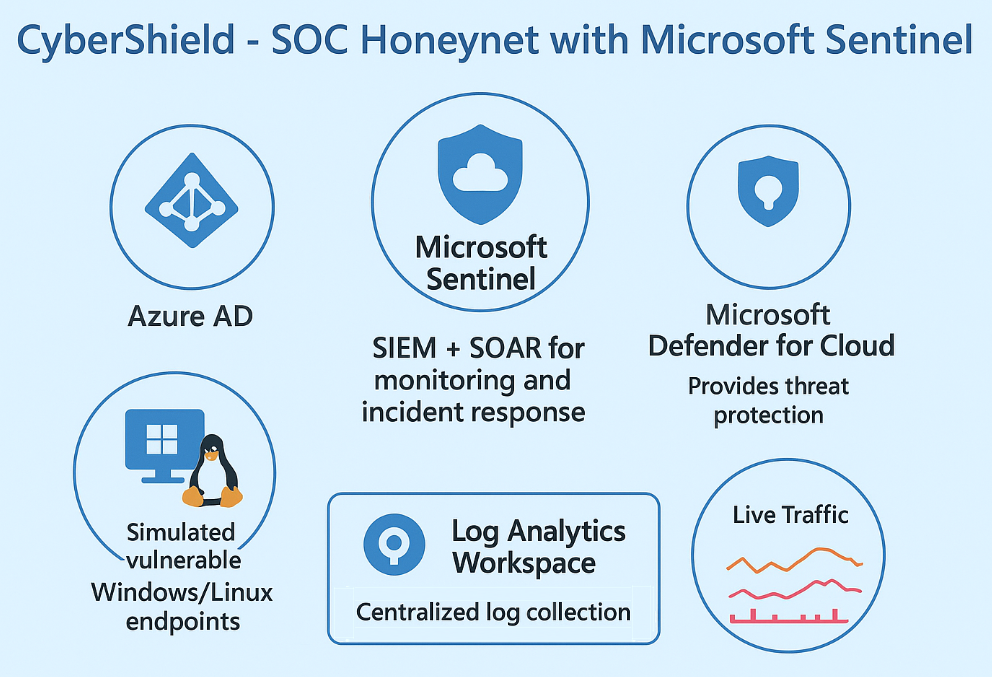 CyberShield - SOC Honeynet with Microsoft Sentinel
Azure AD
Microsoft
Sentinel
SIEM + SOAR for
monitoring and
incident response
Microsoft
Defender for Cloud
Provides threat
protection
Simulated
vulnerable
Windows/Linux
endpoints
Log Analytics
Workspace
Centralized log collection
Live Traffic